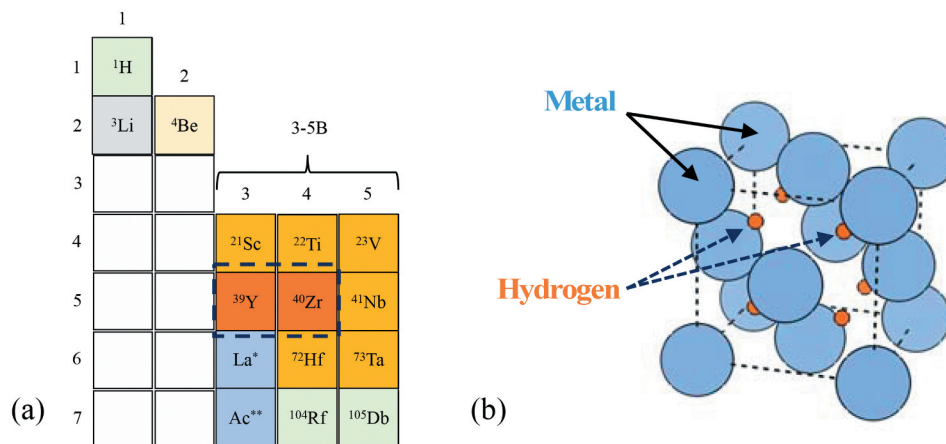 1
1 ¹H 2
2 ³Li ⁴Be 3-5B
3 3 4 5
4 ²¹Sc ²²Ti ²³V
5 ³⁹Y ⁴⁰Zr ⁴¹Nb
6 La* ⁷²Hf ⁷³Ta
7 Ac** ¹⁰⁴Rf ¹⁰⁵Db
(a)
Metal
Hydrogen
(b)